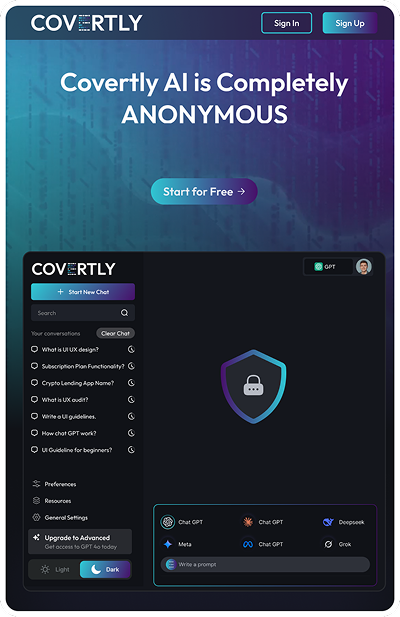 COVERTLY
Sign In
Sign Up
Covertly AI is Completely
ANONYMOUS
Start for Free →
COVERTLY
GPT
+ Start New Chat
Search
Your conversations
Clear Chat
What is UI UX design?
Subscription Plan Functionality?
Crypto Lending App Name?
What is UX audit?
Write a UI guidelines.
How chat GPT work?
UI Guideline for beginners?
Preferences
Resources
General Settings
Upgrade to Advanced
Get access to GPT 4o today
Light
Dark
Chat GPT
Chat GPT
Deepseek
Meta
Chat GPT
Grok
Write a prompt